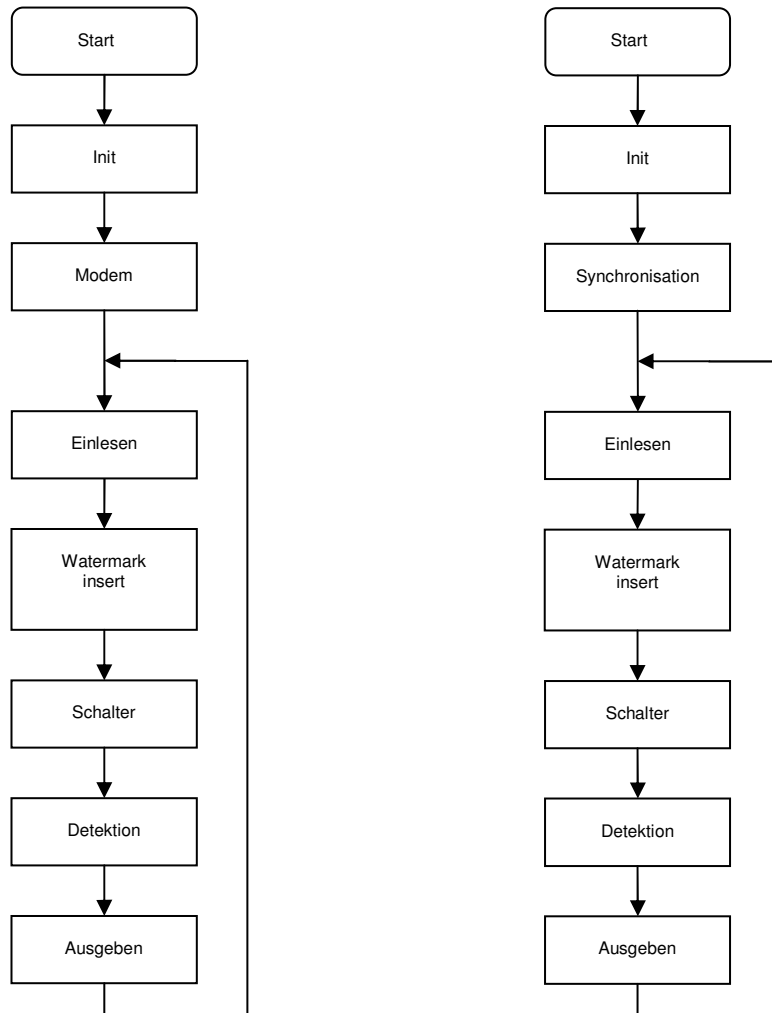 Start
Init
Modem
Einlesen
Watermark
insert
Schalter
Detektion
Ausgeben
Start
Init
Synchronisation
Einlesen
Watermark
insert
Schalter
Detektion
Ausgeben